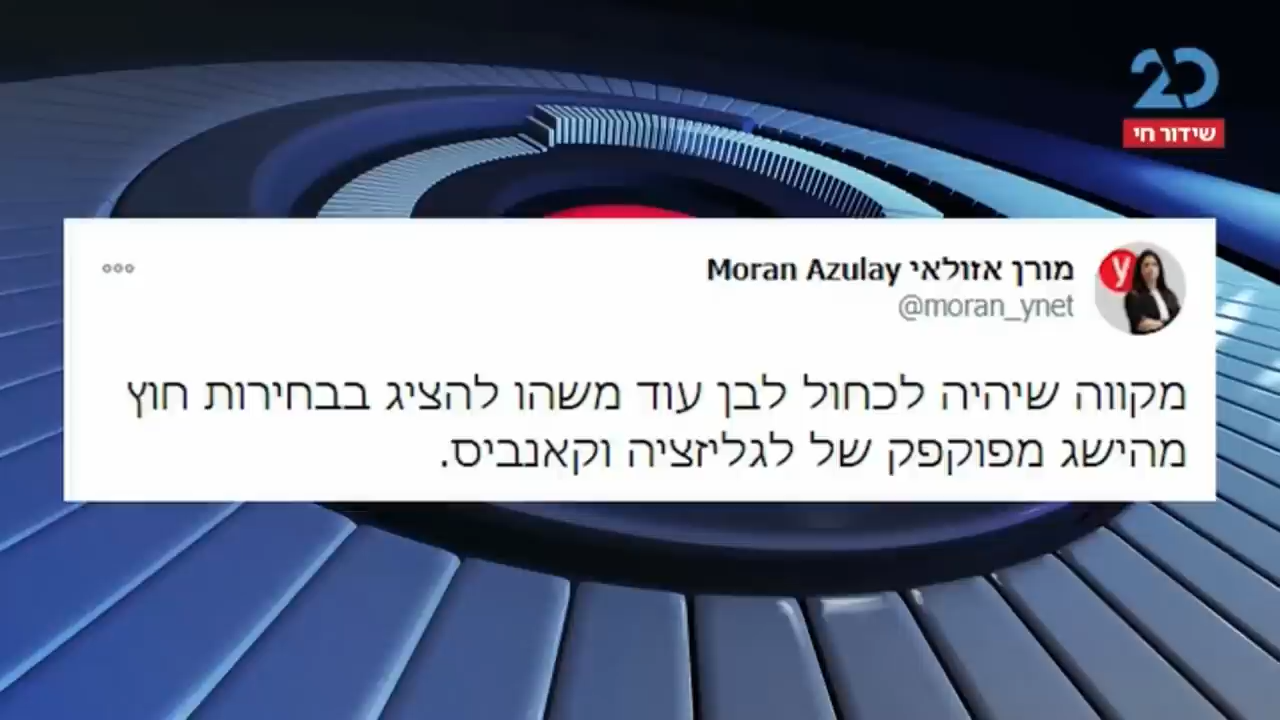 20
שידור חי
מורן אזולאי Moran Azulay
@moran_ynet
y
מקווה שיהיה לכחול לבן עוד משהו להציג בבחירות חוץ
מהישג מפוקפק של לגליזציה וקאנביס.